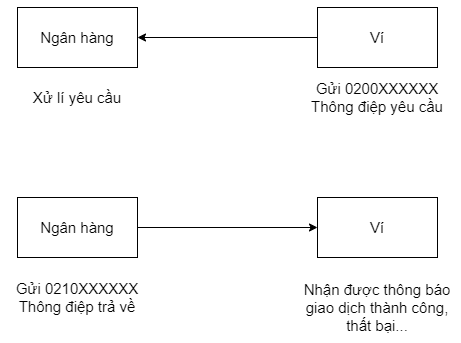 Ngân hàng
Ví
Xử lí yêu cầu
Gửi 0200XXXXXX
Thông điệp yêu cầu
Ngân hàng
Ví
Gửi 0210XXXXXX
Thông điệp trả về
Nhận được thông báo
giao dịch thành công,
thất bại...